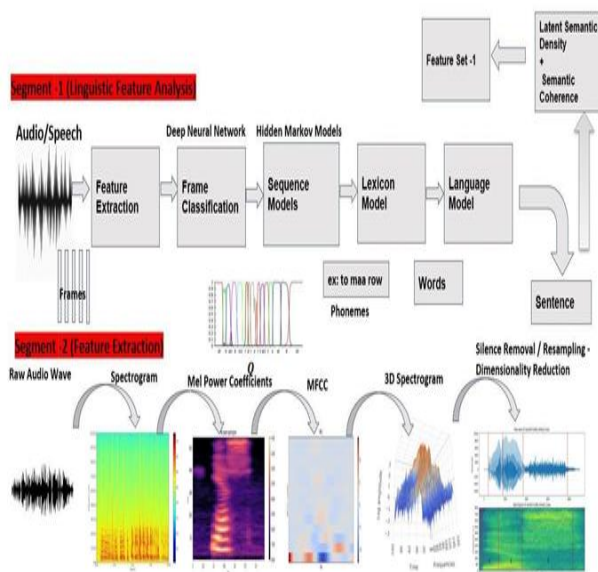 Latent Semantic
Density
+
Semantic
Coherence
Feature Set -1
Segment -1 (Linguistic Feature Analysis)
Audio/Speech
Deep Neural Network
Hidden Markov Models
Feature
Extraction
Frame
Classification
Sequence
Models
Lexicon
Model
Language
Model
Frames
ex: to maa row
Phonemes
Words
Sentence
Segment -2 (Feature Extraction)
Raw Audio Wave
Spectrogram
Q
Mel Power Coefficients
MFCC
3D Spectrogram
Silence Removal / Resampling -
Dimensionality Reduction